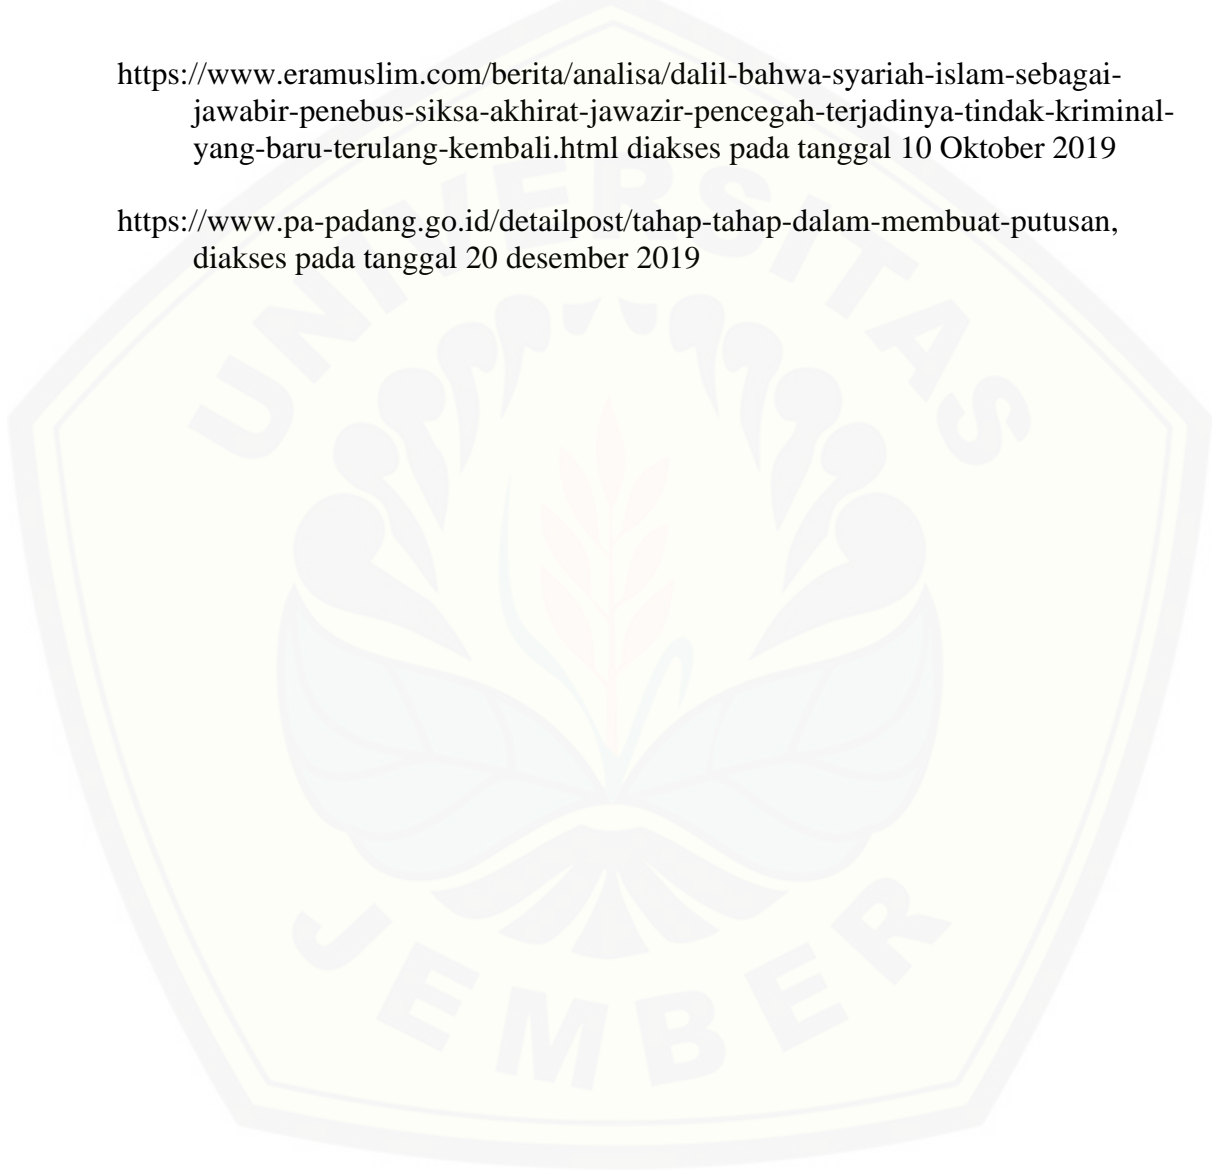 https://www.eramuslim.com/berita/analisa/dalil-bahwa-syariah-islam-sebagai-
jawabir-penebus-siksa-akhirat-jawazir-pencegah-terjadinya-tindak-kriminal-
yang-baru-terulang-kembali.html diakses pada tanggal 10 Oktober 2019
https://www.pa-padang.go.id/detailpost/tahap-tahap-dalam-membuat-putusan,
diakses pada tanggal 20 desember 2019
UNIVERSITAS
JEMBER